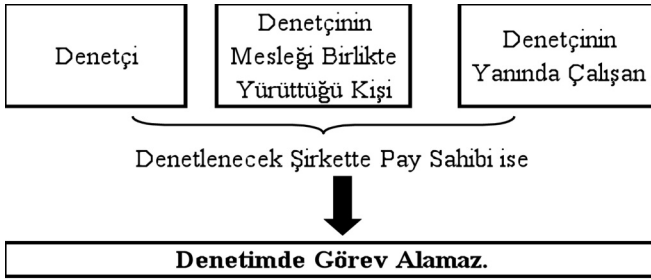 Denetçi
Denetçinin
Mesleği Birlikte
Yürüttüğü Kişi
Denetçinin
Yanında Çalışan
Denetlenecek Şirkette Pay Sahibi ise
Denetimde Görev Alamaz.